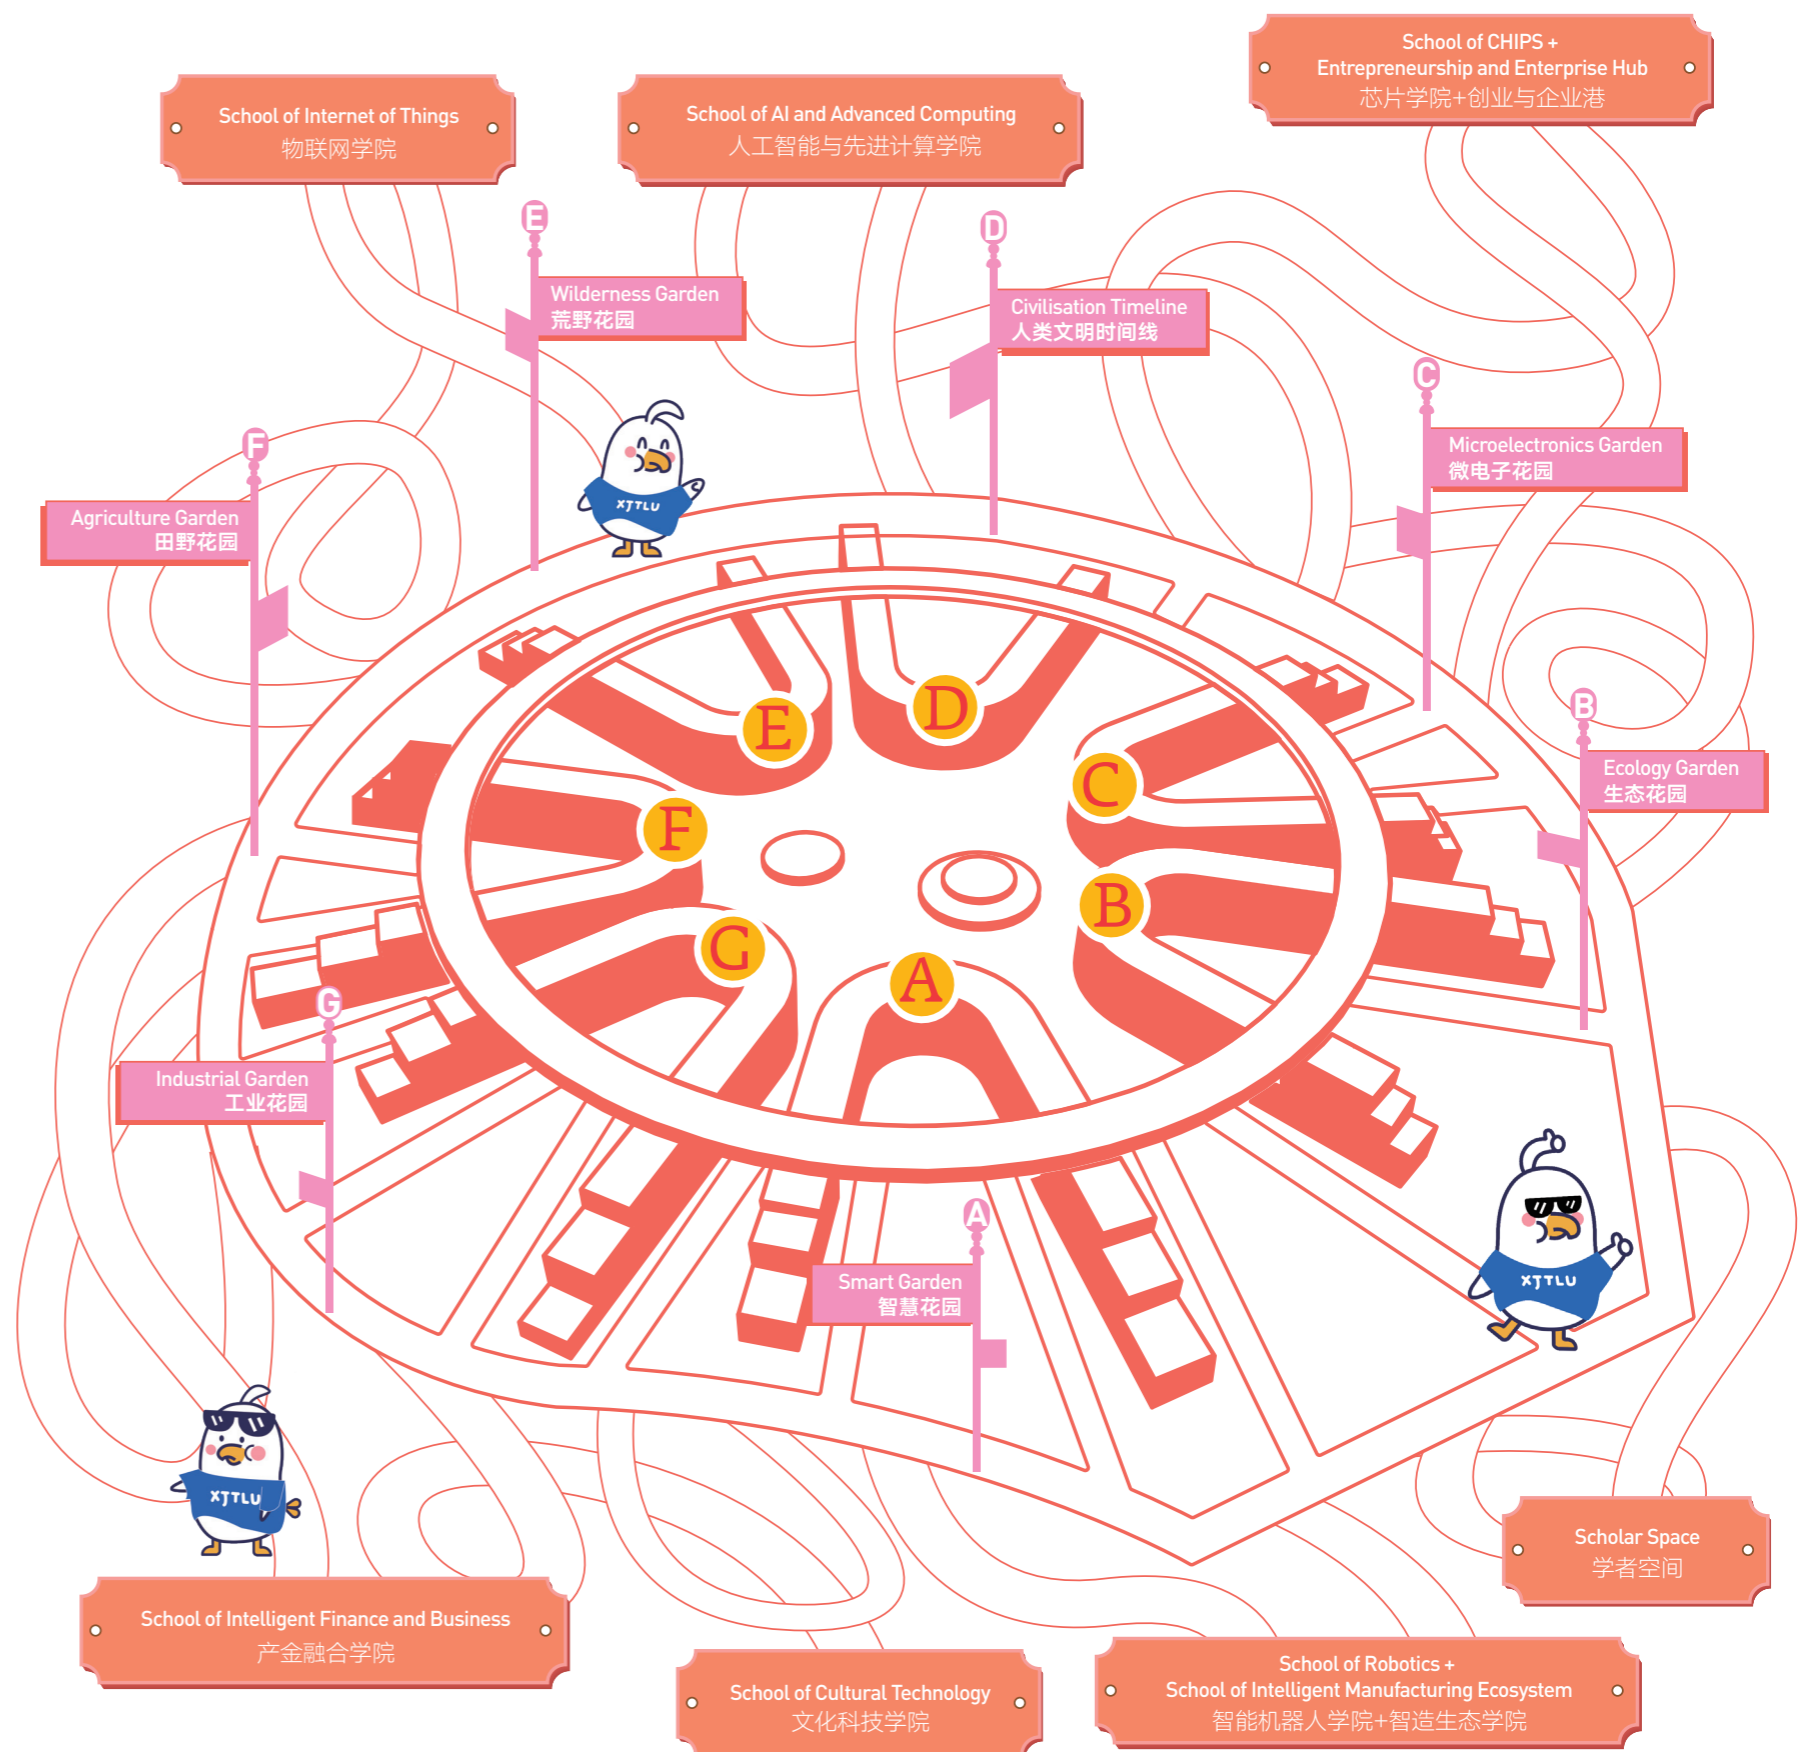 School of CHIPS +
Entrepreneurship and Enterprise Hub
芯片学院+创业与企业港
School of Internet of Things
物联网学院
School of AI and Advanced Computing
人工智能与先进计算学院
E
Wilderness Garden
荒野花园
D
Civilisation Timeline
人类文明时间线
C
Microelectronics Garden
微电子花园
F
Agriculture Garden
田野花园
XJTLU
B
Ecology Garden
生态花园
E
D
C
F
B
G
A
G
Industrial Garden
工业花园
A
Smart Garden
智慧花园
XJTLU
XJTLU
Scholar Space
学者空间
School of Intelligent Finance and Business
产金融合学院
School of Cultural Technology
文化科技学院
School of Robotics +
School of Intelligent Manufacturing Ecosystem
智能机器人学院+智造生态学院